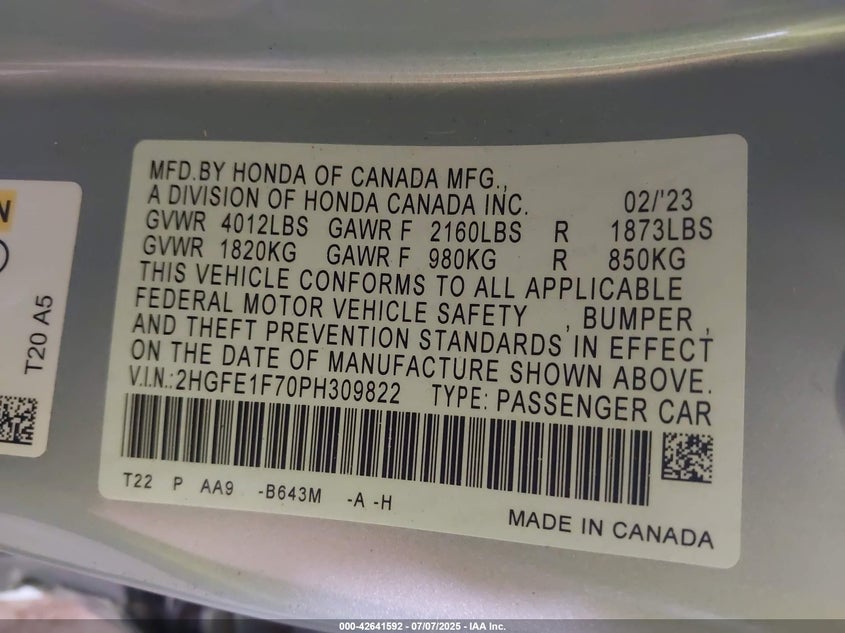 N
T20 A5
MFD.BY HONDA OF CANADA MFG.,
A DIVISION OF HONDA CANADA INC. 02/'23
GVWR 4012LBS GAWR F 2160LBS R 1873LBS
GVWR 1820KG GAWR F 980KG R 850KG
THIS VEHICLE CONFORMS TO ALL APPLICABLE
FEDERAL MOTOR VEHICLE SAFETY , BUMPER ,
AND THEFT PREVENTION STANDARDS IN EFFECT
ON THE DATE OF MANUFACTURE SHOWN ABOVE.
V.I.N.:2HGFE1F70PH309822 TYPE: PASSENGER CAR
T22 P AA9 -B643M -A -H
MADE IN CANADA
000-42641592 - 07/07/2025 - IAA Inc.